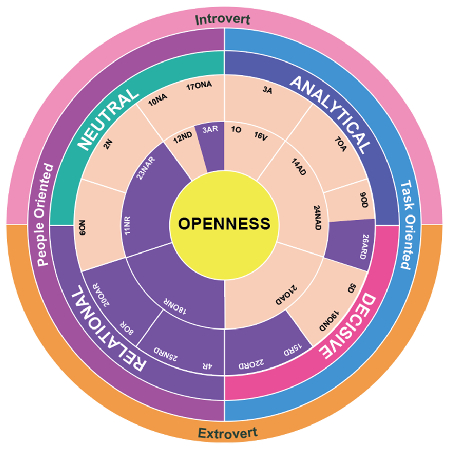 Introvert
People Oriented
Task Oriented
Extrovert
NEUTRAL
ANALYTICAL
DECISIVE
RELATIONAL
OPENNESS
6ON
2N
10NA
17ONA
3A
7OA
9OD
26ARD
5D
19OND
15RD
22ORD
4R
25NRD
8OR
20OAR
11NR
23NAR
12ND
3AR
1O
16V
14AD
24NAD
21OAD
18ONR